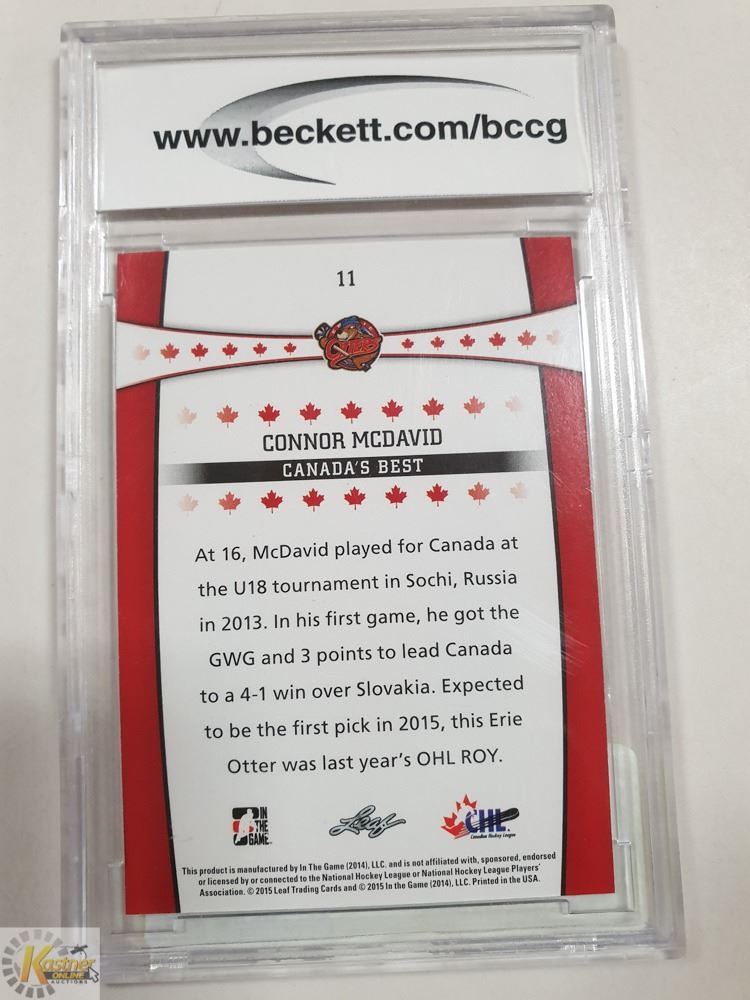 www.beckett.com/bccg
11
OTTERS
CONNOR MCDAVID
CANADA'S BEST
At 16, McDavid played for Canada at
the U18 tournament in Sochi, Russia
in 2013. In his first game, he got the
GWG and 3 points to lead Canada
to a 4-1 win over Slovakia. Expected
to be the first pick in 2015, this Erie
Otter was last year's OHL ROY.
IN
THE
GAME
Leaf
CHL
Canadian Hockey League
This product is manufactured by In The Game (2014), LLC. and is not affiliated with, sponsored, endorsed
or licensed by or connected to the National Hockey League or National Hockey League Players'
Association. © 2015 Leaf Trading Cards and © 2015 In the Game (2014), LLC. Printed in the USA.
Kastner
ONLINE
AUCTIONS